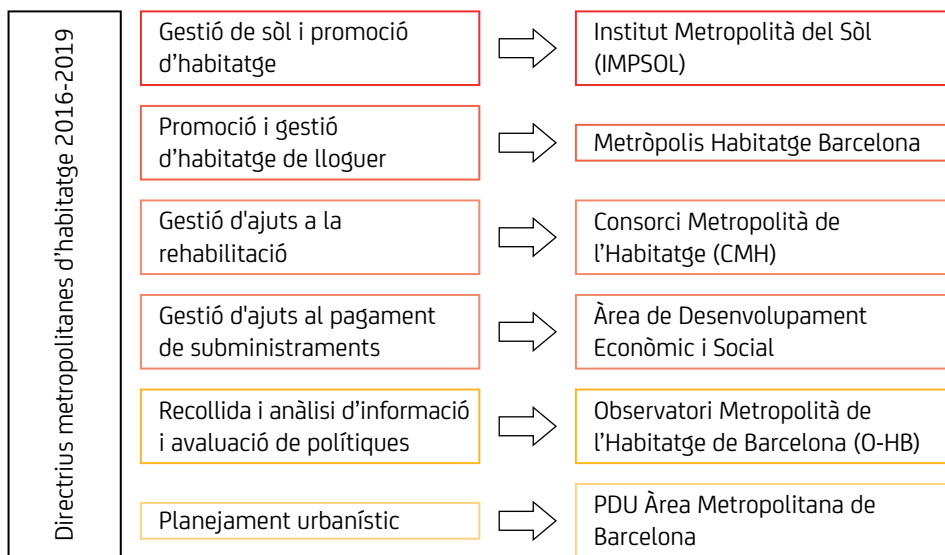 Directrius metropolitanes d’habitatge 2016-2019
Gestió de sòl i promoció
d’habitatge
Institut Metropolità del Sòl
(IMPSOL)
Promoció i gestió
d’habitatge de lloguer
Metròpolis Habitatge Barcelona
Gestió d'ajuts a la
rehabilitació
Consorci Metropolità de
l’Habitatge (CMH)
Gestió d'ajuts al pagament
de subministraments
Àrea de Desenvolupament
Econòmic i Social
Recollida i anàlisi d’informació
i avaluació de polítiques
Observatori Metropolità de
l’Habitatge de Barcelona (O-HB)
Planejament urbanístic
PDU Àrea Metropolitana de
Barcelona